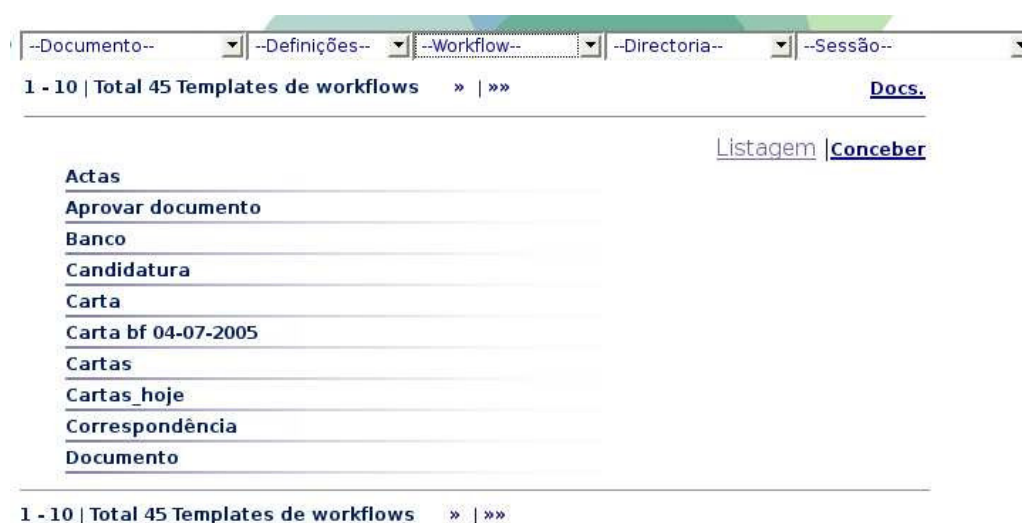 --Documento-- --Definições-- --Workflow-- --Directoria-- --Sessão--
1 - 10 | Total 45 Templates de workflows » | »» Docs.
Listagem |Conceber
Actas
Aprovar documento
Banco
Candidatura
Carta
Carta bf 04-07-2005
Cartas
Cartas_hoje
Correspondência
Documento
1 - 10 | Total 45 Templates de workflows » | »»